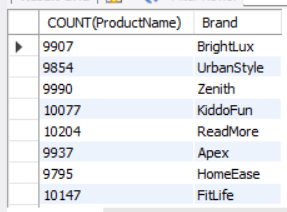 COUNT(ProductName) Brand
9907 BrightLux
9854 UrbanStyle
9990 Zenith
10077 KiddoFun
10204 ReadMore
9937 Apex
9795 HomeEase
10147 FitLife